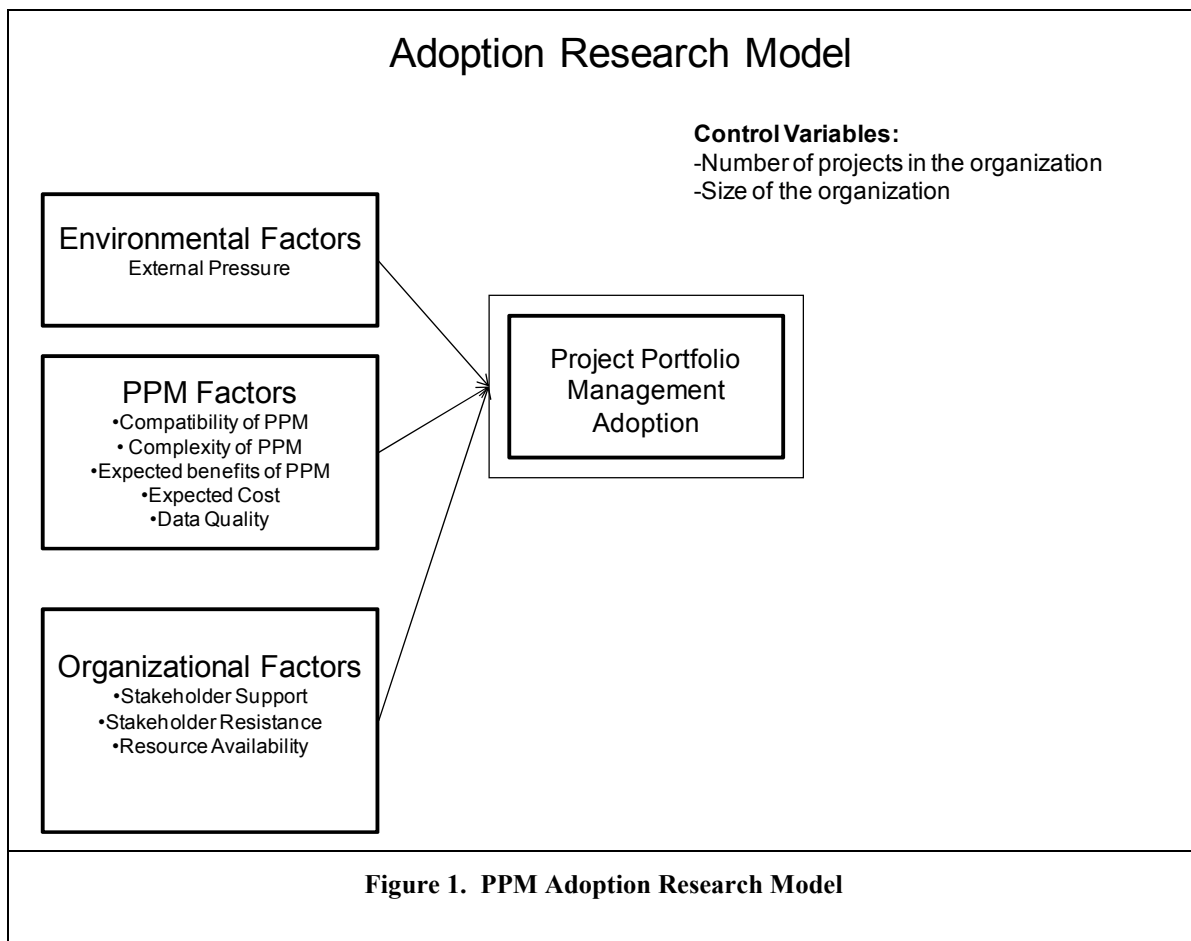 Adoption Research Model
Control Variables:
-Number of projects in the organization
-Size of the organization
Environmental Factors
External Pressure
PPM Factors
•Compatibility of PPM
• Complexity of PPM
•Expected benefits of PPM
•Expected Cost
•Data Quality
Organizational Factors
•Stakeholder Support
•Stakeholder Resistance
•Resource Availability
Project Portfolio
Management
Adoption
Figure 1. PPM Adoption Research Model